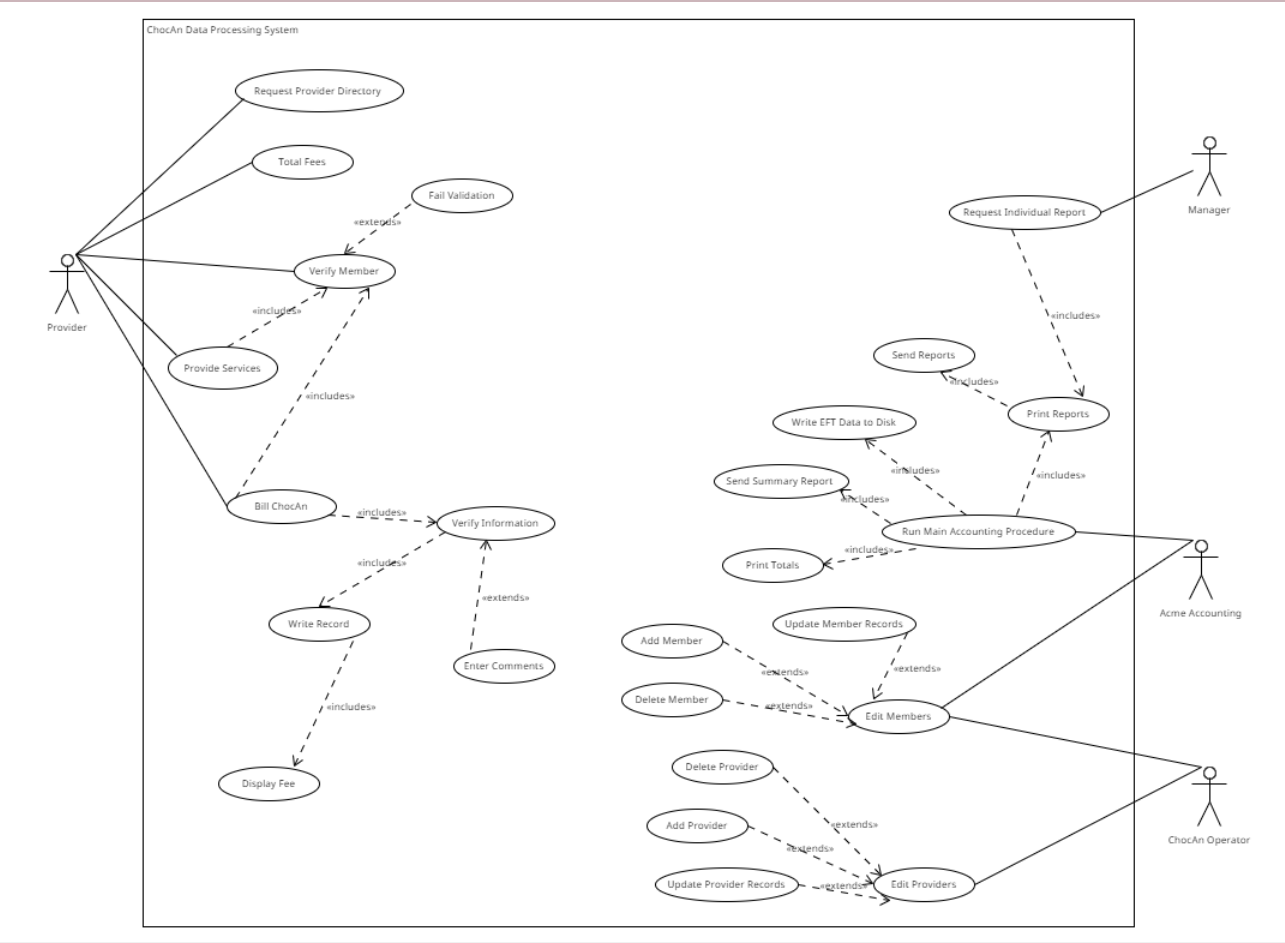 ChocAn Data Processing System
Request Provider Directory
Total Fees
Fail Validation
«extends»
Manager
Request Individual Report
Verify Member
Provider
«includes»
«includes»
Send Reports
Provide Services
«includes»
«includes»
Print Reports
Write EFT Data to Disk
«includes»
«includes»
Send Summary Report
«includes»
Bill ChocAn
«includes»
Verify Information
Run Main Accounting Procedure
«includes»
«includes»
Print Totals
«extends»
Acme Accounting
Write Record
Update Member Records
Add Member
Enter Comments
«extends»
«extends»
Delete Member
«extends»
«includes»
Edit Members
Delete Provider
Display Fee
Add Provider
«extends»
ChocAn Operator
«extends»
Update Provider Records
«extends»
Edit Providers